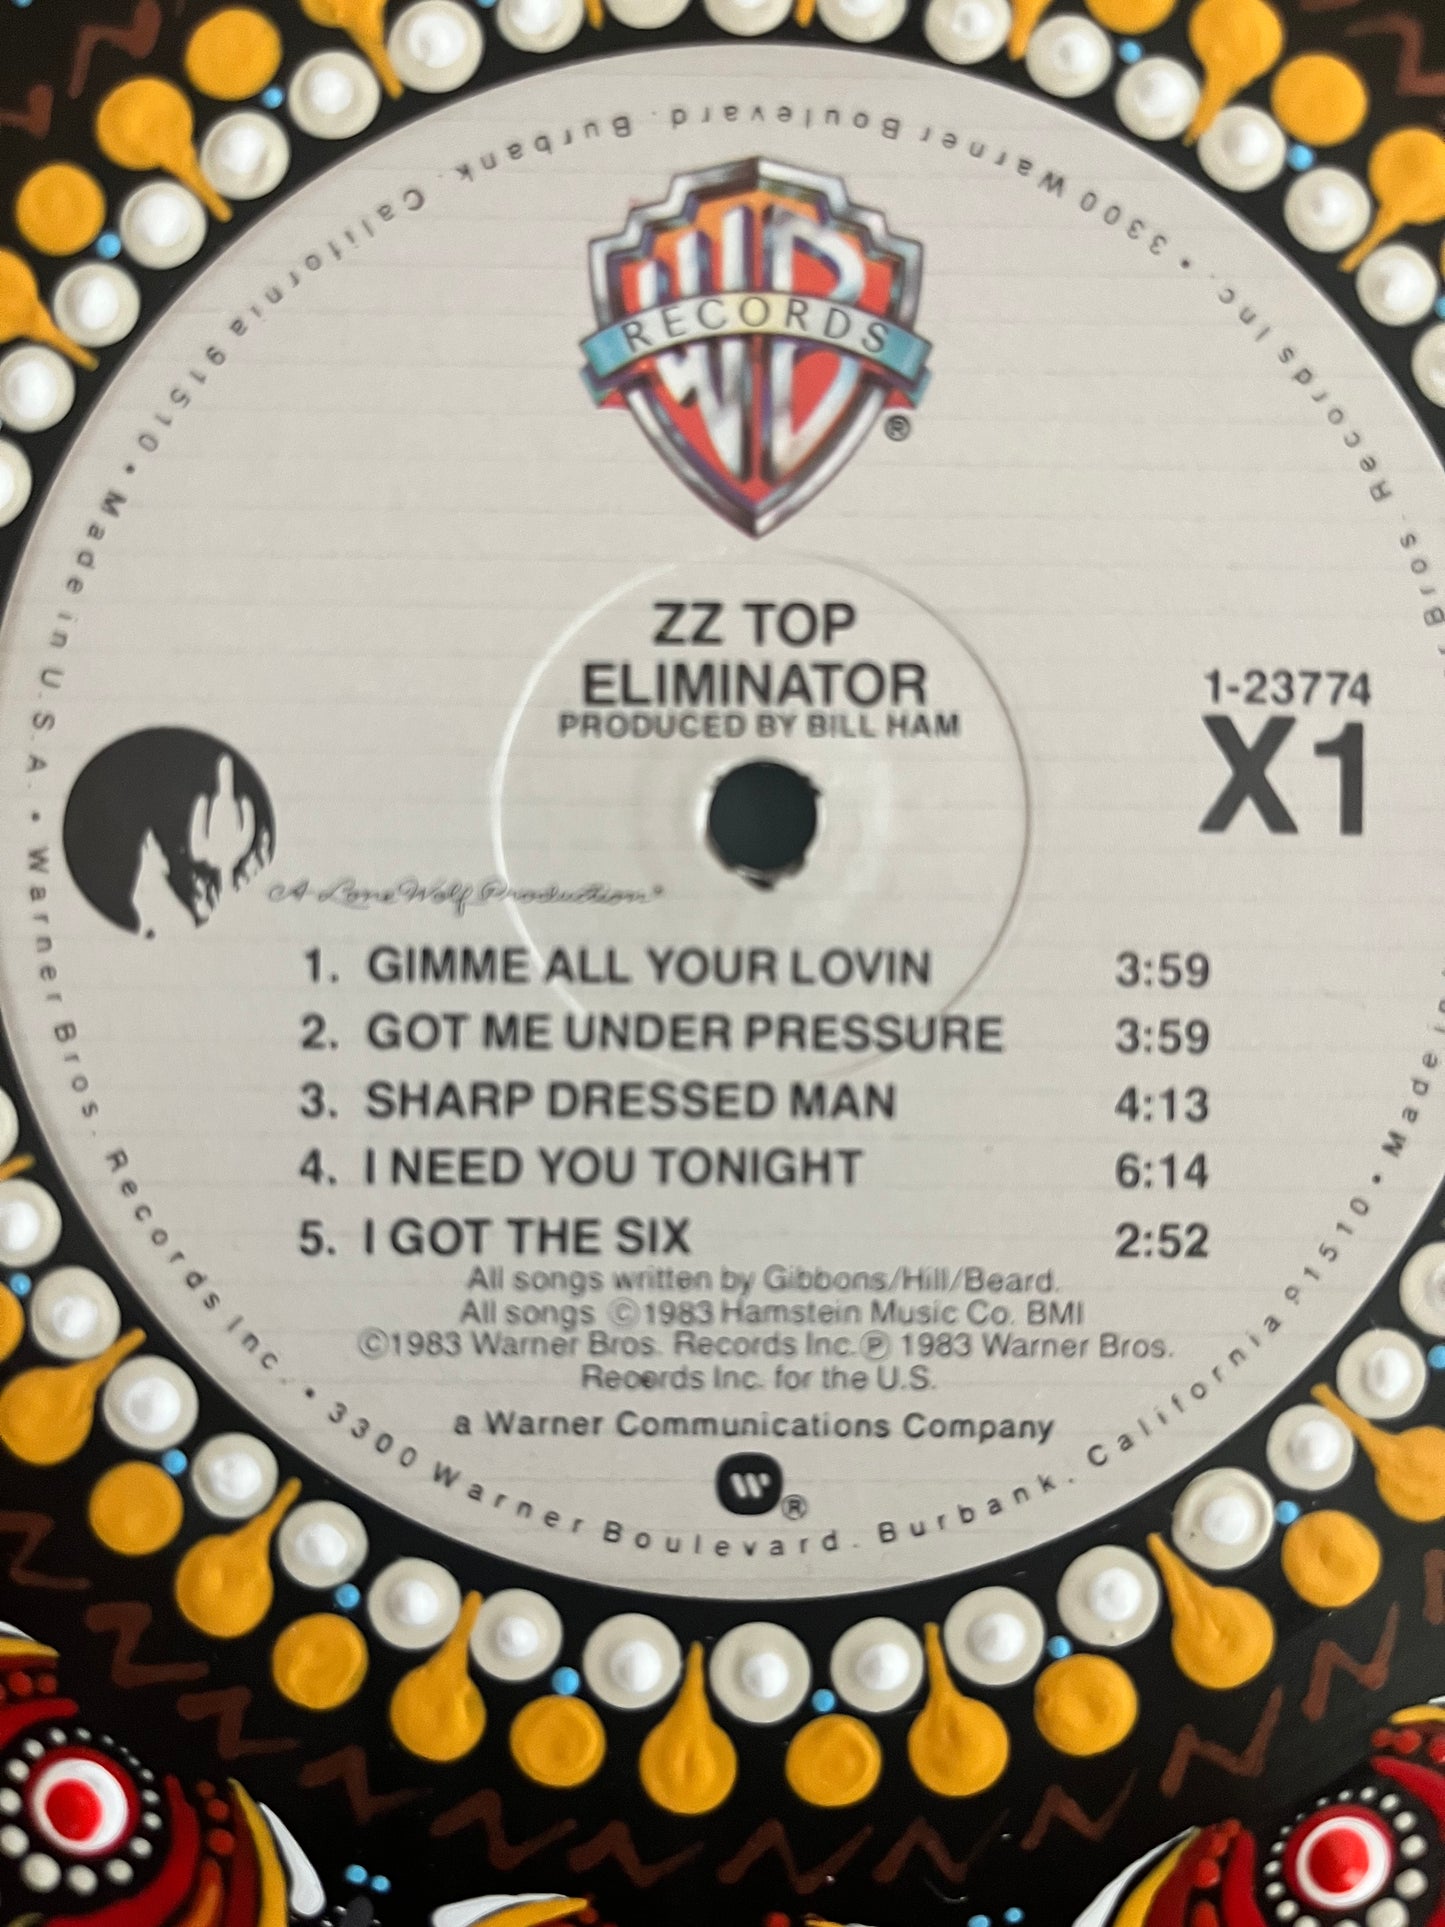 WB
RECORDS
®
ZZ TOP
ELIMINATOR
PRODUCED BY BILL HAM
1-23774
X1
A Lone Wolf Production®
1. GIMME ALL YOUR LOVIN 3:59
2. GOT ME UNDER PRESSURE 3:59
3. SHARP DRESSED MAN 4:13
4. I NEED YOU TONIGHT 6:14
5. I GOT THE SIX 2:52
All songs written by Gibbons/Hill/Beard.
All songs ©1983 Hamstein Music Co. BMI
©1983 Warner Bros. Records Inc.℗ 1983 Warner Bros.
Records Inc. for the U.S.
a Warner Communications Company
®
Made in U.S.A. • Warner Bros. Records Inc. • 3300 Warner Boulevard. Burbank. California 91510 • Made in
Bros. Records Inc. • 3300 Warner Boulevard. Burbank. California 91510 •